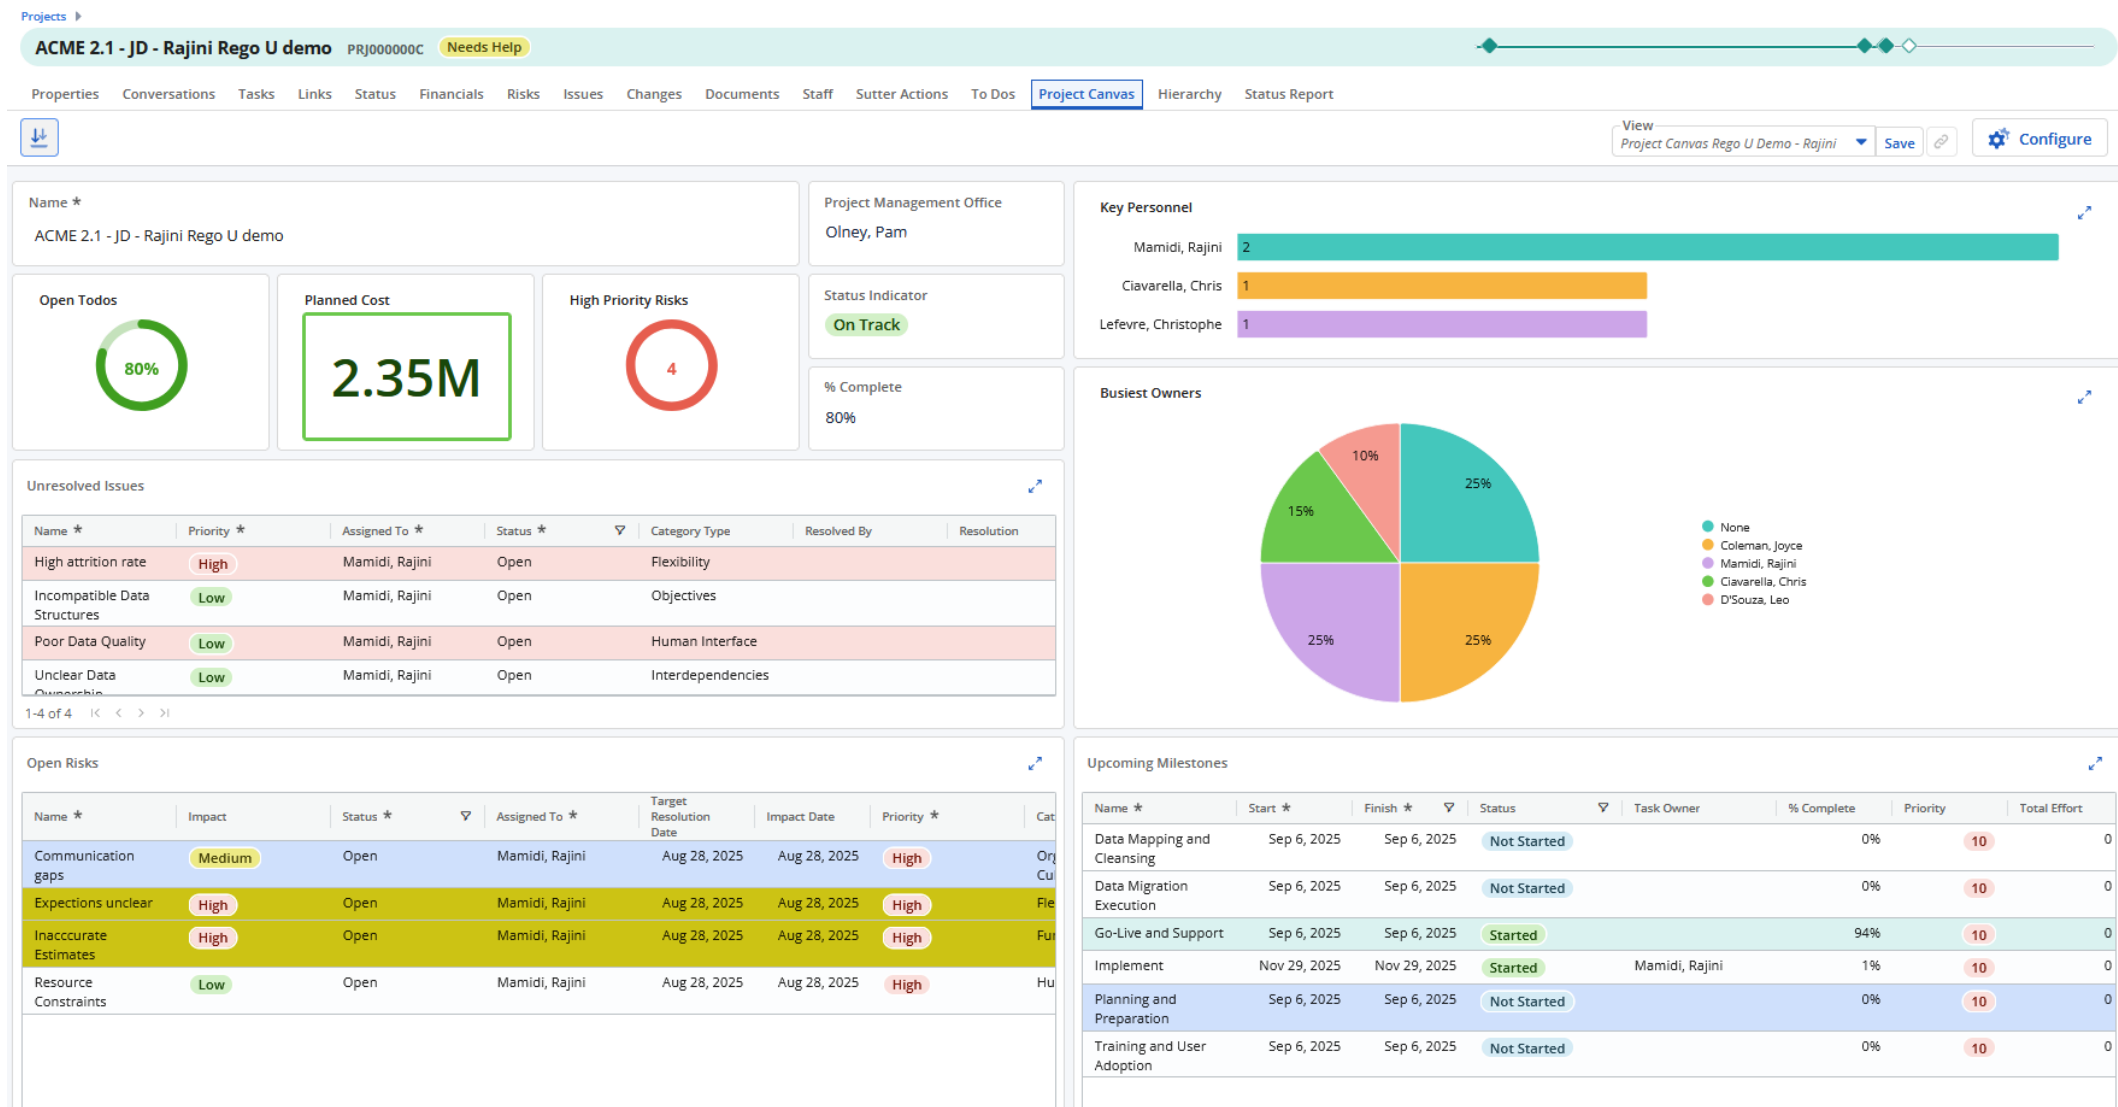 Projects
ACME 2.1 - JD - Rajini Rego U demo PRJ000000C Needs Help
Properties Conversations Tasks Links Status Financials Risks Issues Changes Documents Staff Sutter Actions To Dos Project Canvas Hierarchy Status Report
View
Project Canvas Rego U Demo - Rajini Save Configure
Name *
ACME 2.1 - JD - Rajini Rego U demo
Project Management Office
Olney, Pam
Open Todos
80%
Planned Cost
2.35M
High Priority Risks
4
Status Indicator
On Track
% Complete
80%
Key Personnel
Mamidi, Rajini 2
Ciavarella, Chris 1
Lefevre, Christophe 1
Busiest Owners
10%
25%
15%
25%
25%
None
Coleman, Joyce
Mamidi, Rajini
Ciavarella, Chris
D'Souza, Leo
Unresolved Issues
Name * Priority * Assigned To * Status * Category Type Resolved By Resolution
High attrition rate High Mamidi, Rajini Open Flexibility
Incompatible Data Low Mamidi, Rajini Open Objectives
Structures
Poor Data Quality Low Mamidi, Rajini Open Human Interface
Unclear Data Low Mamidi, Rajini Open Interdependencies
Ownership
1-4 of 4
Open Risks
Target
Name * Impact Status * Assigned To * Resolution Impact Date Priority * Cat
Date
Communication Medium Open Mamidi, Rajini Aug 28, 2025 Aug 28, 2025 High Org
gaps Cu
Expections unclear High Open Mamidi, Rajini Aug 28, 2025 Aug 28, 2025 High Fle
Inacccurate High Open Mamidi, Rajini Aug 28, 2025 Aug 28, 2025 High Fur
Estimates
Resource Low Open Mamidi, Rajini Aug 28, 2025 Aug 28, 2025 High Hu
Constraints
Upcoming Milestones
Name * Start * Finish * Status Task Owner % Complete Priority Total Effort
Data Mapping and Sep 6, 2025 Sep 6, 2025 Not Started 0% 10 0
Cleansing
Data Migration Sep 6, 2025 Sep 6, 2025 Not Started 0% 10 0
Execution
Go-Live and Support Sep 6, 2025 Sep 6, 2025 Started 94% 10 0
Implement Nov 29, 2025 Nov 29, 2025 Started Mamidi, Rajini 1% 10 0
Planning and Sep 6, 2025 Sep 6, 2025 Not Started 0% 10 0
Preparation
Training and User Sep 6, 2025 Sep 6, 2025 Not Started 0% 10 0
Adoption